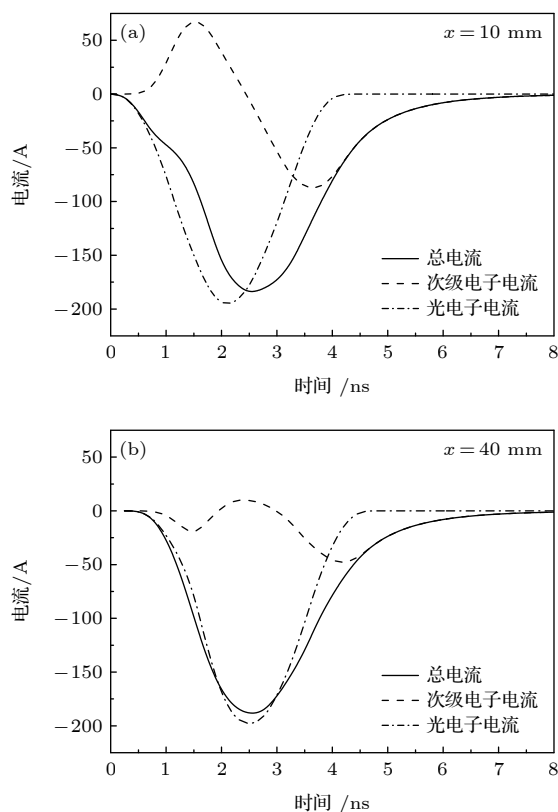 (a)
x = 10 mm
50
0
−50
−100
−150
−200
电流/A
总电流
次级电子电流
光电子电流
0 1 2 3 4 5 6 7 8
时间 /ns
(b)
x = 40 mm
50
0
−50
−100
−150
−200
电流/A
总电流
次级电子电流
光电子电流
0 1 2 3 4 5 6 7 8
时间 /ns